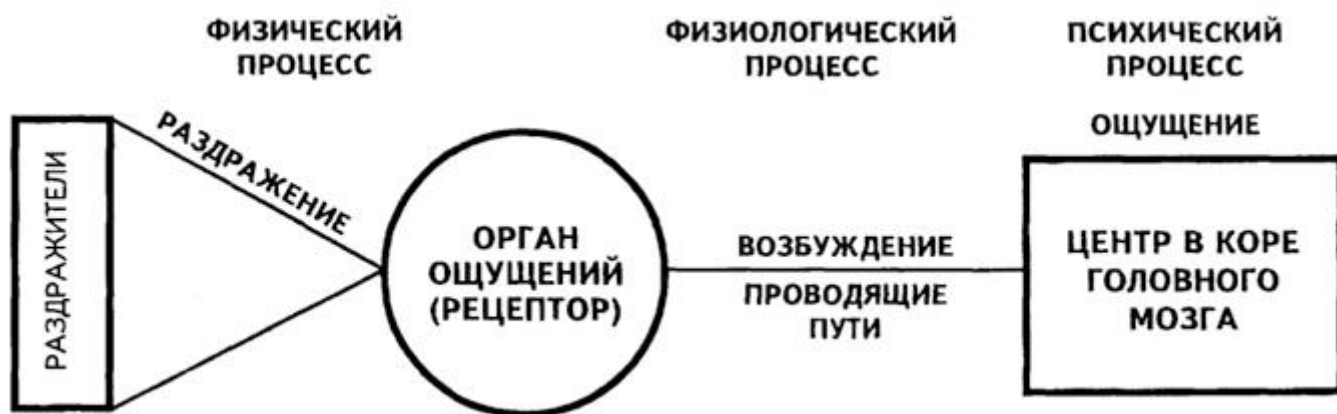 ФИЗИЧЕСКИЙ
ПРОЦЕСС
ФИЗИОЛОГИЧЕСКИЙ
ПРОЦЕСС
ПСИХИЧЕСКИЙ
ПРОЦЕСС
ОЩУЩЕНИЕ
РАЗДРАЖИТЕЛИ
РАЗДРАЖЕНИЕ
ОРГАН
ОЩУЩЕНИЙ
(РЕЦЕПТОР)
ВОЗБУЖДЕНИЕ
ПРОВОДЯЩИЕ
ПУТИ
ЦЕНТР В КОРЕ
ГОЛОВНОГО
МОЗГА